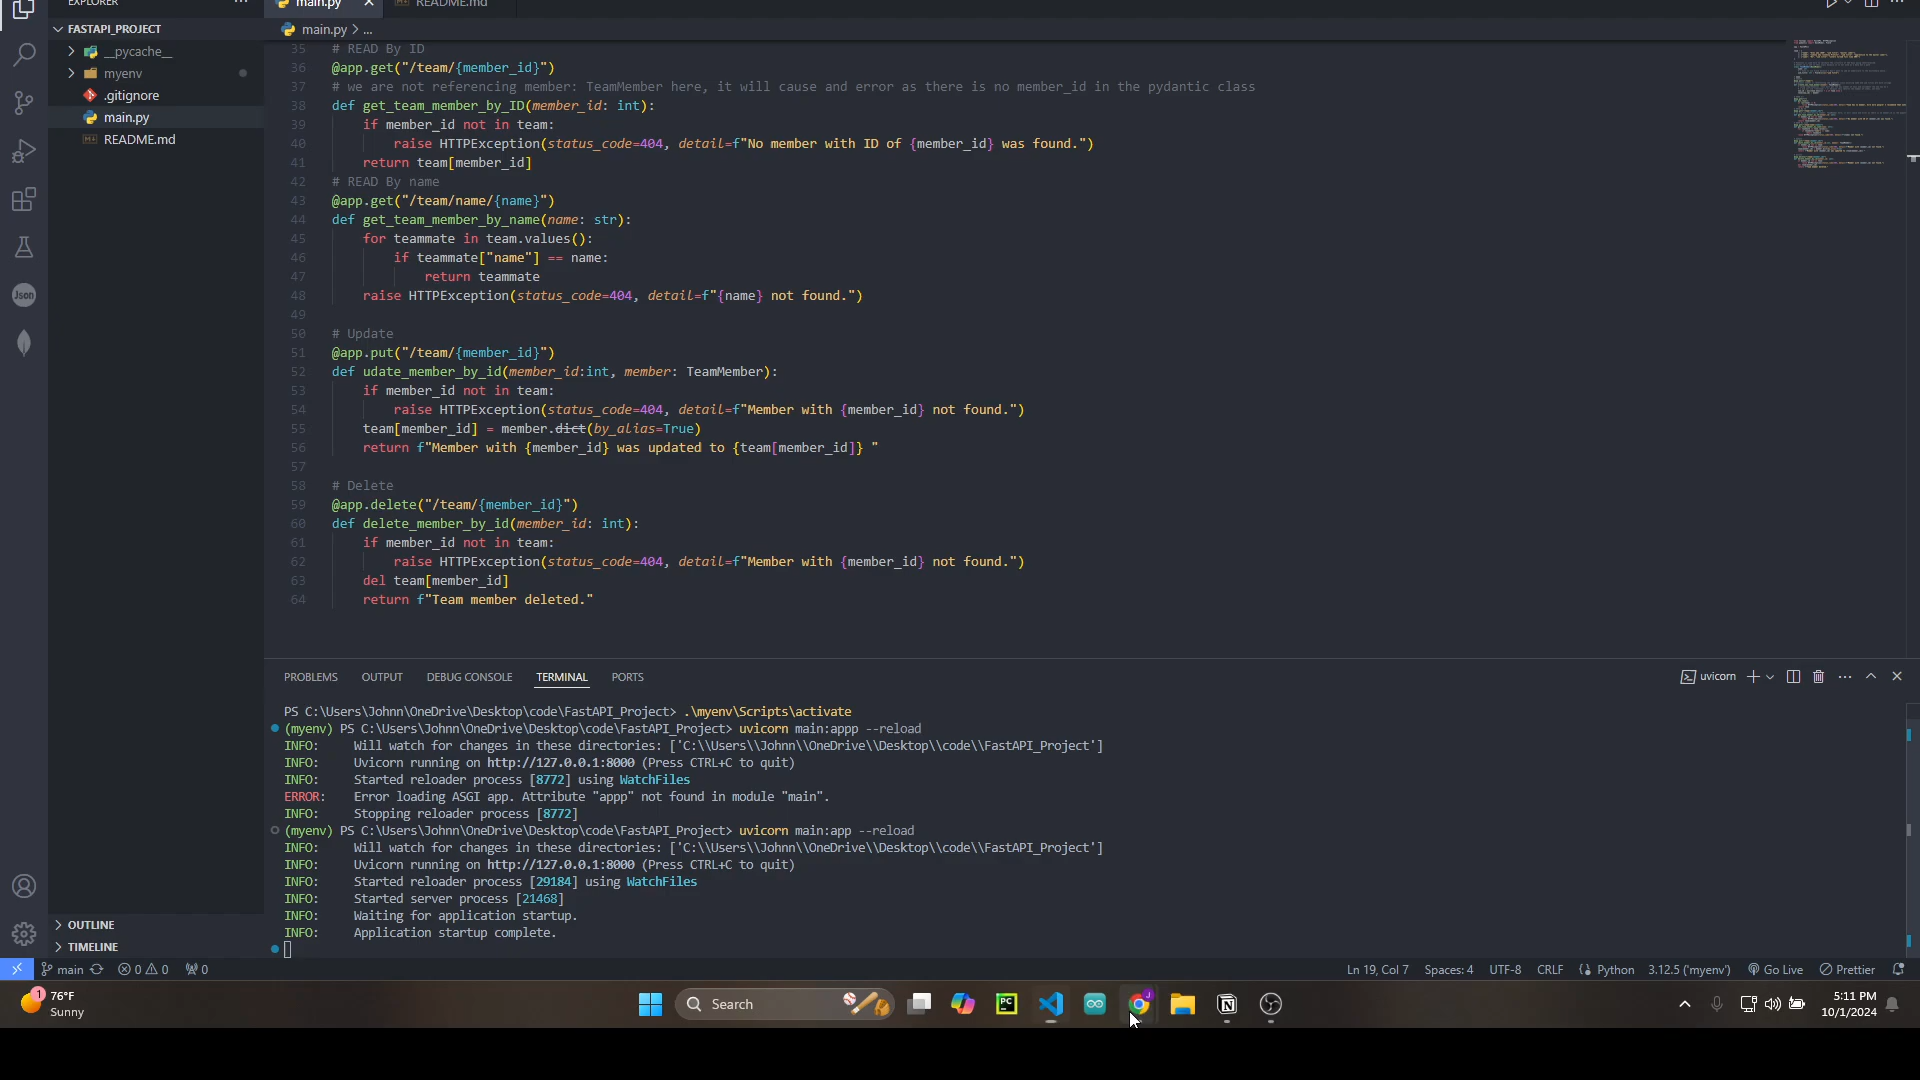 EXPLORER
main.py
README.md
FASTAPI_PROJECT
__pycache__
myenv
.gitignore
main.py
README.md
OUTLINE
TIMELINE
main.py > ...
35 # READ By ID
36 @app.get("/team/{member_id}")
37 # we are not referencing member: TeamMember here, it will cause and error as there is no member_id in the pydantic class
38 def get_team_member_by_ID(member_id: int):
39 if member_id not in team:
40 raise HTTPException(status_code=404, detail=f"No member with ID of {member_id} was found.")
41 return team[member_id]
42 # READ By name
43 @app.get("/team/name/{name}")
44 def get_team_member_by_name(name: str):
45 for teammate in team.values():
46 if teammate["name"] == name:
47 return teammate
48 raise HTTPException(status_code=404, detail=f"{name} not found.")
49
50 # Update
51 @app.put("/team/{member_id}")
52 def udate_member_by_id(member_id:int, member: TeamMember):
53 if member_id not in team:
54 raise HTTPException(status_code=404, detail=f"Member with {member_id} not found.")
55 team[member_id] = member.dict(by_alias=True)
56 return f"Member with {member_id} was updated to {team[member_id]} "
57
58 # Delete
59 @app.delete("/team/{member_id}")
60 def delete_member_by_id(member_id: int):
61 if member_id not in team:
62 raise HTTPException(status_code=404, detail=f"Member with {member_id} not found.")
63 del team[member_id]
64 return f"Team member deleted."
PROBLEMS OUTPUT DEBUG CONSOLE TERMINAL PORTS
uvicorn
PS C:\Users\Johnn\OneDrive\Desktop\code\FastAPI_Project> .\myenv\Scripts\activate
(myenv) PS C:\Users\Johnn\OneDrive\Desktop\code\FastAPI_Project> uvicorn main:appp --reload
INFO: Will watch for changes in these directories: ['C:\\Users\\Johnn\\OneDrive\\Desktop\\code\\FastAPI_Project']
INFO: Uvicorn running on http://127.0.0.1:8000 (Press CTRL+C to quit)
INFO: Started reloader process [8772] using WatchFiles
ERROR: Error loading ASGI app. Attribute "appp" not found in module "main".
INFO: Stopping reloader process [8772]
(myenv) PS C:\Users\Johnn\OneDrive\Desktop\code\FastAPI_Project> uvicorn main:app --reload
INFO: Will watch for changes in these directories: ['C:\\Users\\Johnn\\OneDrive\\Desktop\\code\\FastAPI_Project']
INFO: Uvicorn running on http://127.0.0.1:8000 (Press CTRL+C to quit)
INFO: Started reloader process [29184] using WatchFiles
INFO: Started server process [21468]
INFO: Waiting for application startup.
INFO: Application startup complete.
main 0 0 0
Ln 19, Col 7 Spaces: 4 UTF-8 CRLF Python 3.12.5 ('myenv') Go Live Prettier
Json
1
76°F
Sunny
Search
PC
J
5:11 PM
10/1/2024